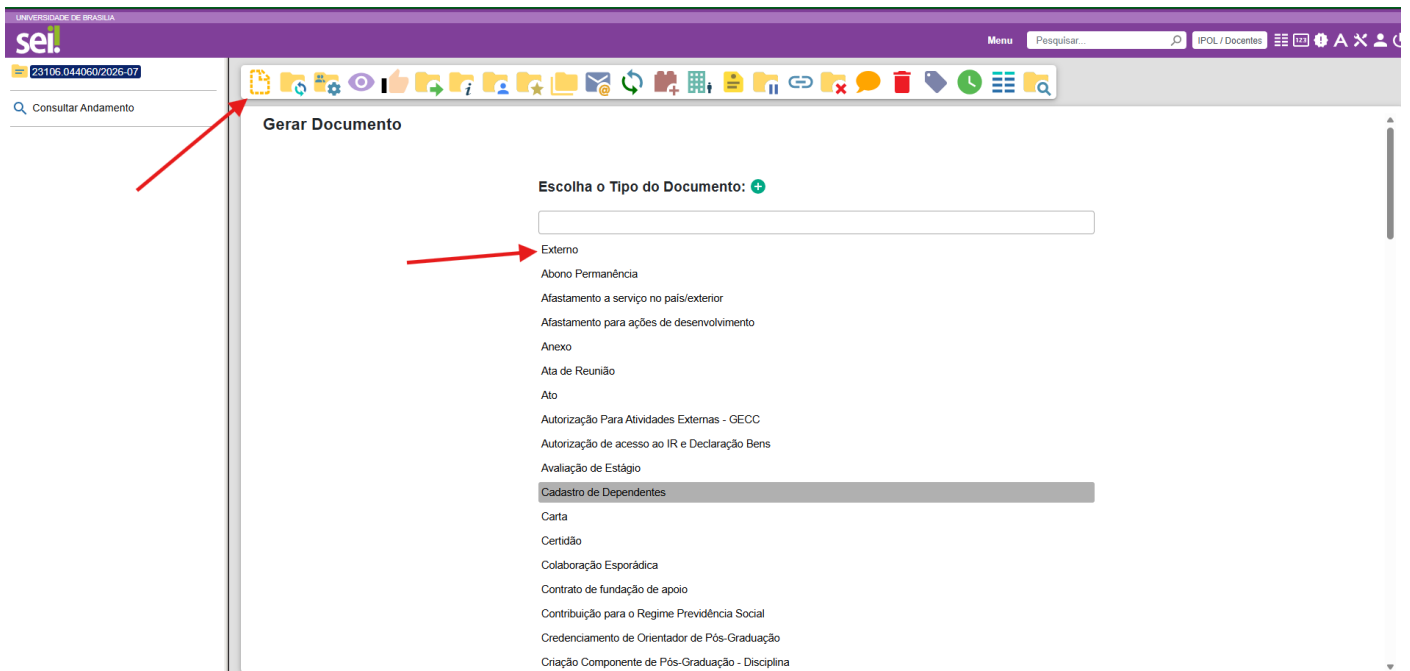 UNIVERSIDADE DE BRASILIA
sei!
Menu
Pesquisar...
IPOL / Docentes
123
A
23106.044060/2026-07
Consultar Andamento
Gerar Documento
Escolha o Tipo do Documento:
Externo
Abono Permanência
Afastamento a serviço no país/exterior
Afastamento para ações de desenvolvimento
Anexo
Ata de Reunião
Ato
Autorização Para Atividades Externas - GECC
Autorização de acesso ao IR e Declaração Bens
Avaliação de Estágio
Cadastro de Dependentes
Carta
Certidão
Colaboração Esporádica
Contrato de fundação de apoio
Contribuição para o Regime Previdência Social
Credenciamento de Orientador de Pós-Graduação
Criação Componente de Pós-Graduação - Disciplina